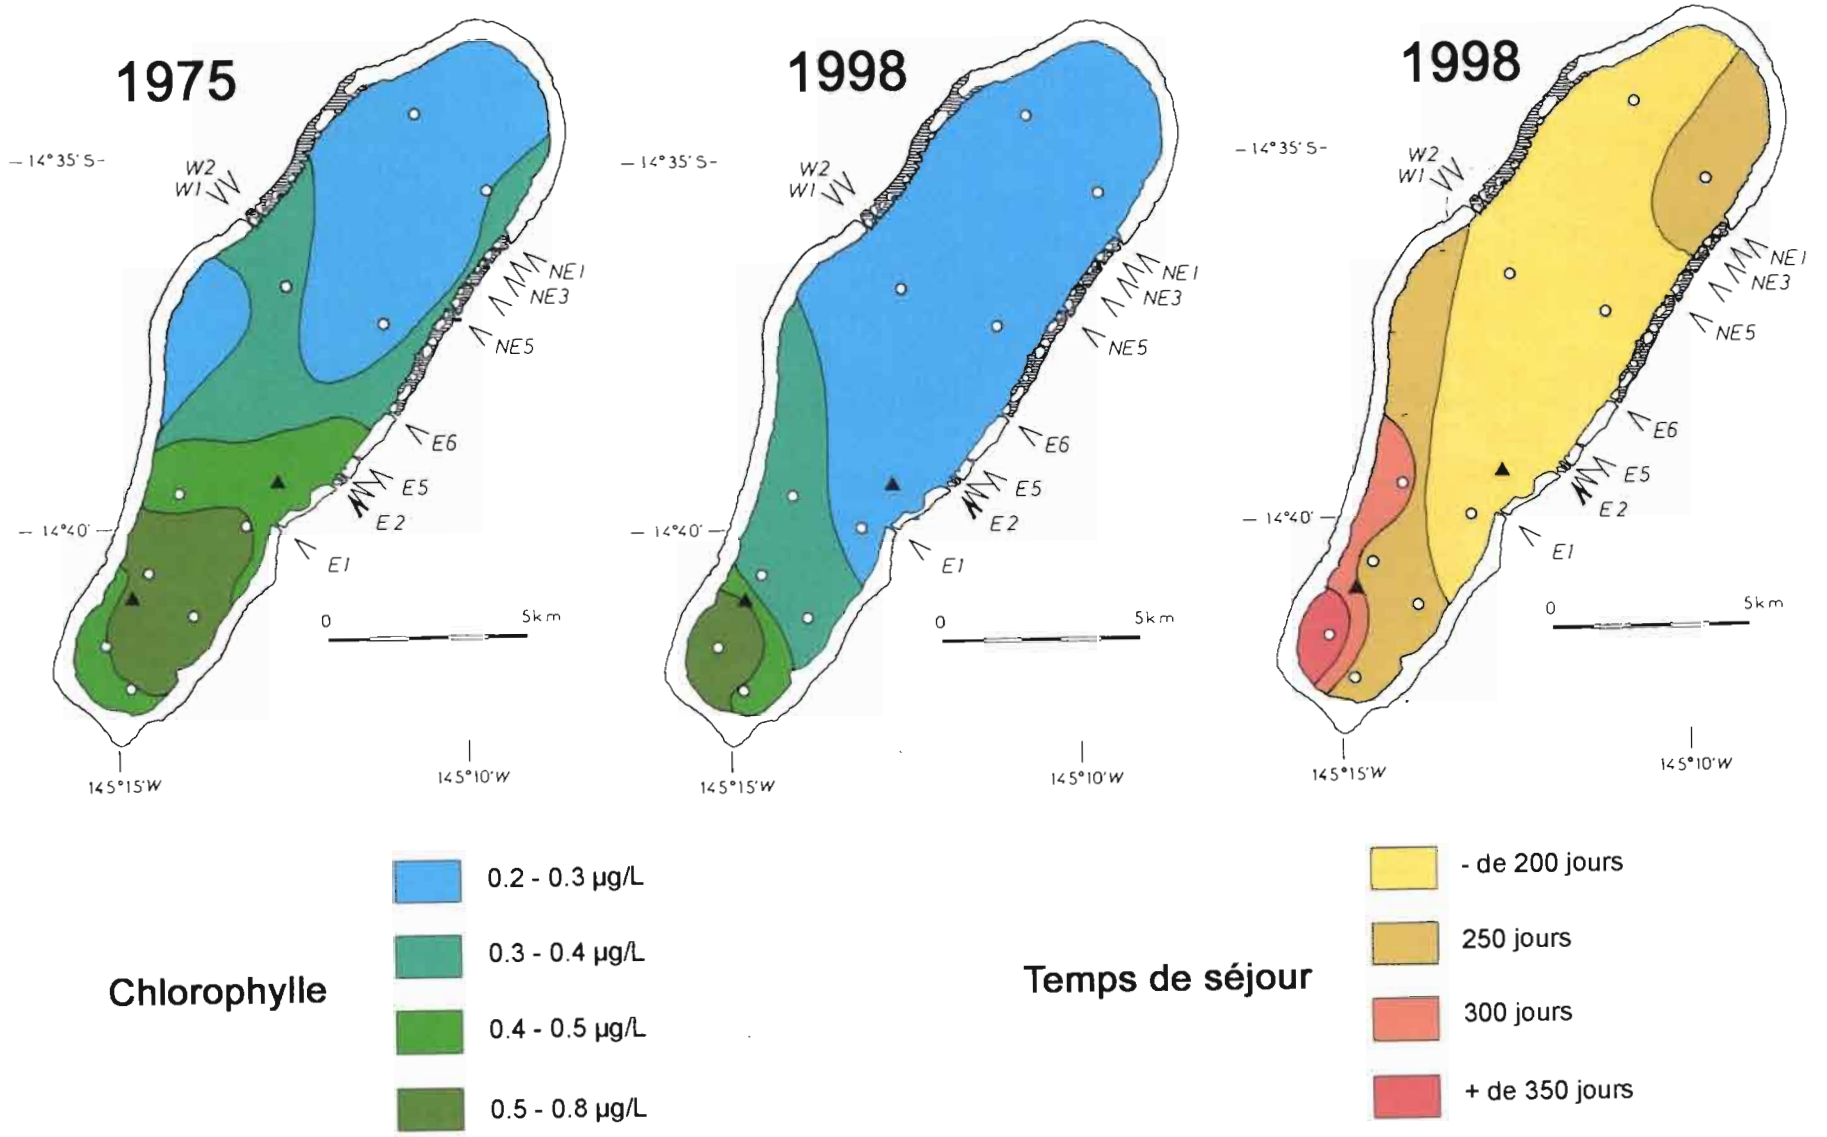 1975
1998
1998
14°35'S
W2
W1
NE1
NE3
NE5
E6
E5
E2
E1
14°40'
0 5km
145°15'W
145°10'W
14°35'S
W2
W1
NE1
NE3
NE5
E6
E5
E2
E1
14°40'
0 5km
145°15'W
145°10'W
14°35'S
W2
W1
NE1
NE3
NE5
E6
E5
E2
E1
14°40'
0 5km
145°15'W
145°10'W
Chlorophylle
0.2 - 0.3 µg/L
0.3 - 0.4 µg/L
0.4 - 0.5 µg/L
0.5 - 0.8 µg/L
Temps de séjour
- de 200 jours
250 jours
300 jours
+ de 350 jours